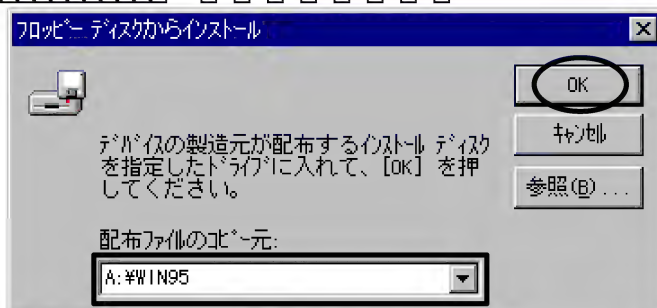 フロッピー ディスクからインストール
OK
デバイスの製造元が配布するインストール ディスク
を指定したドライブに入れて、[OK] を押
してください。
キャンセル
参照(B)...
配布ファイルのコピー元:
A:¥WIN95